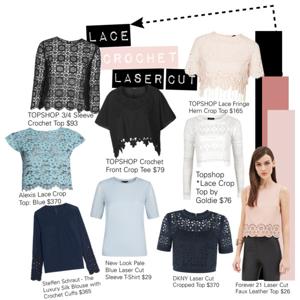 LACE
CROCHET
LASER CUT
TOPSHOP 3/4 Sleeve
Crochet Top $93
TOPSHOP Lace Fringe
Hem Crop Top $165
TOPSHOP Crochet
Front Crop Tee $79
Alexis Lace Crop
Top: Blue $370
Topshop
*Lace Crop
Top by
Goldie $76
Steffen Schraut - The
Luxury Silk Blouse with
Crochet Cuffs $365
New Look Pale
Blue Laser Cut
Sleeve T-Shirt $29
DKNY Laser Cut
Cropped Top $370
Forever 21 Laser Cut
Faux Leather Top $26